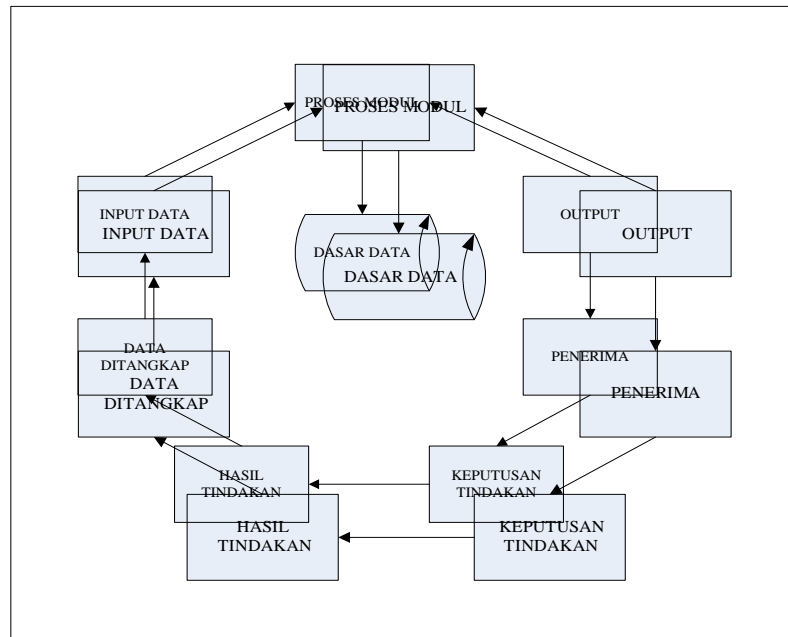 PROSES MODUL
PROSES MODUL
INPUT DATA
INPUT DATA
OUTPUT
OUTPUT
DASAR DATA
DASAR DATA
DATA
DITANGKAP
DATA
DITANGKAP
PENERIMA
PENERIMA
HASIL
TINDAKAN
HASIL
TINDAKAN
KEPUTUSAN
TINDAKAN
KEPUTUSAN
TINDAKAN